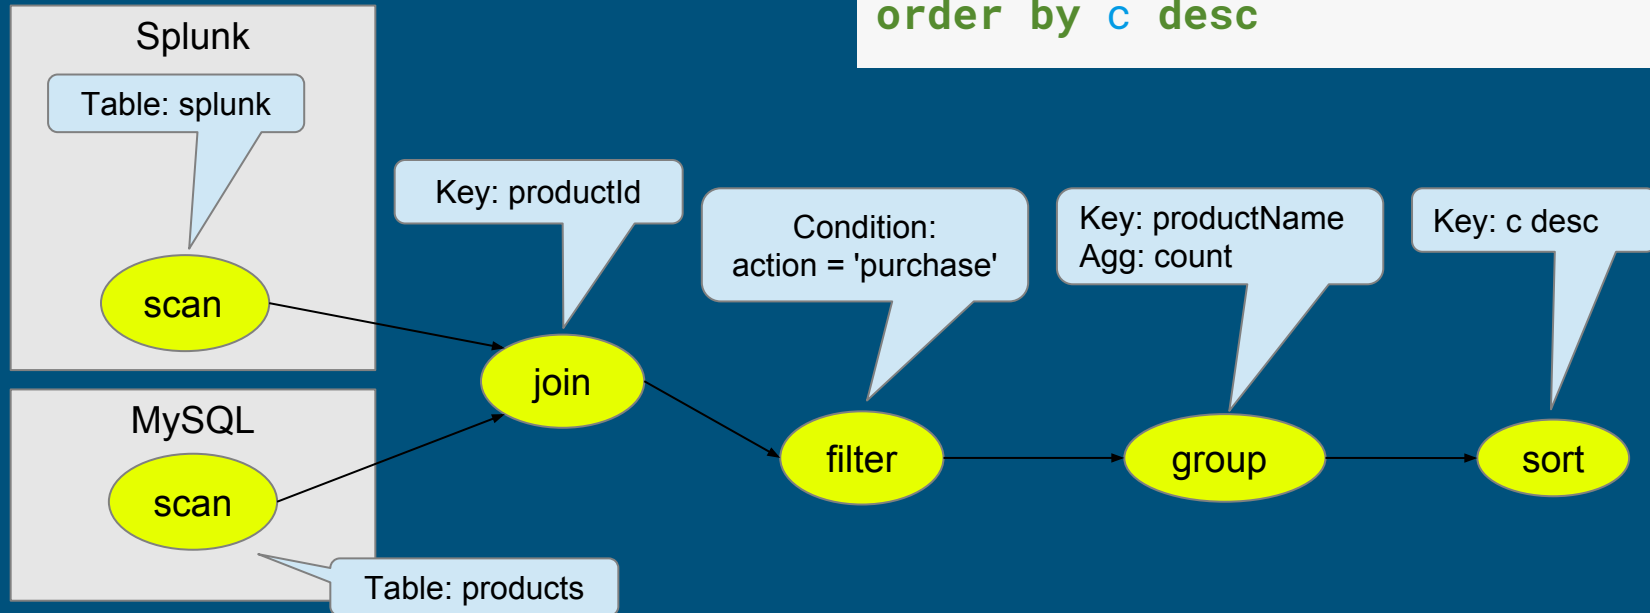 order by c desc
Splunk
Table: splunk
scan
Key: productId
Condition:
action = 'purchase'
Key: productName
Agg: count
Key: c desc
join
MySQL
scan
filter
group
sort
Table: products